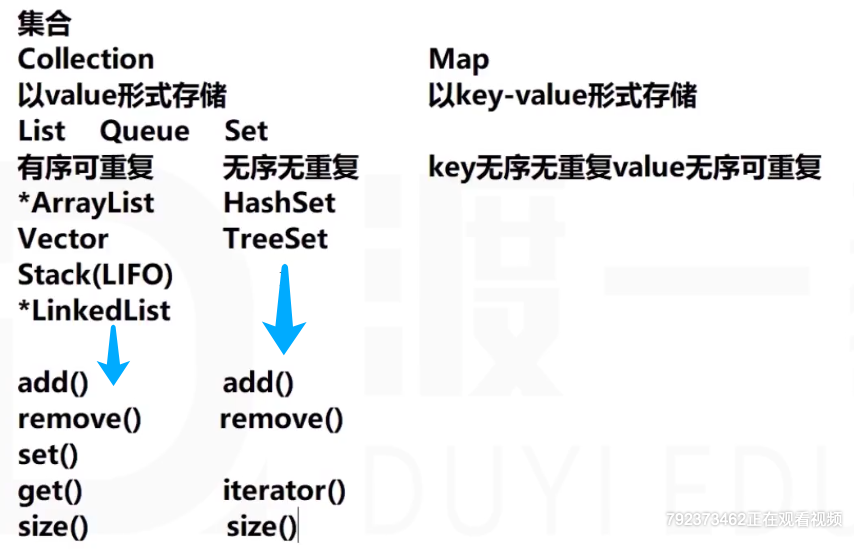 集合
Collection Map
以value形式存储 以key-value形式存储
List Queue Set
有序可重复 无序无重复 key无序无重复value无序可重复
*ArrayList HashSet
Vector TreeSet
Stack(LIFO)
*LinkedList
add() add()
remove() remove()
set()
get() iterator()
size() size()
渡一
DUYI EDU
792373462正在观看视频